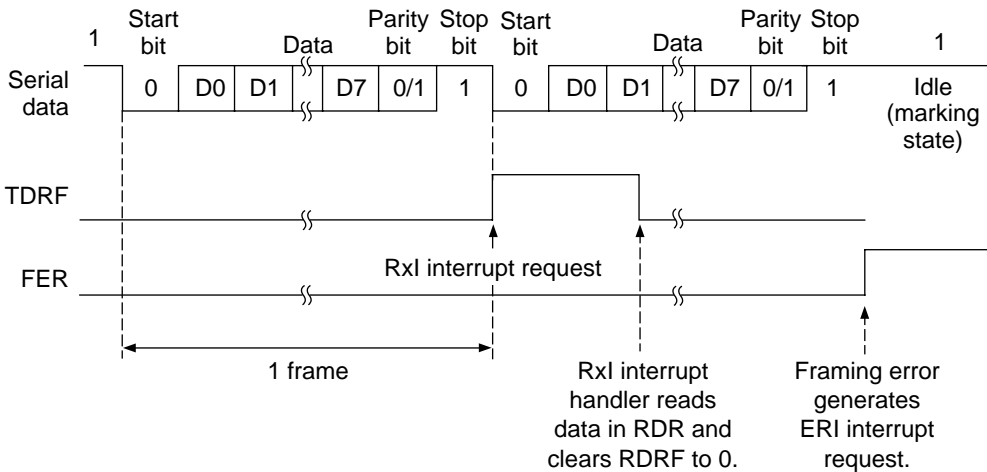 Start Parity Stop Start Parity Stop
1 bit Data bit bit bit Data bit bit 1
Serial data
0 D0 D1 D7 0/1 1 0 D0 D1 D7 0/1 1
Idle
(marking
state)
TDRF
RxI interrupt request
FER
1 frame
RxI interrupt
handler reads
data in RDR and
clears RDRF to 0.
Framing error
generates
ERI interrupt
request.